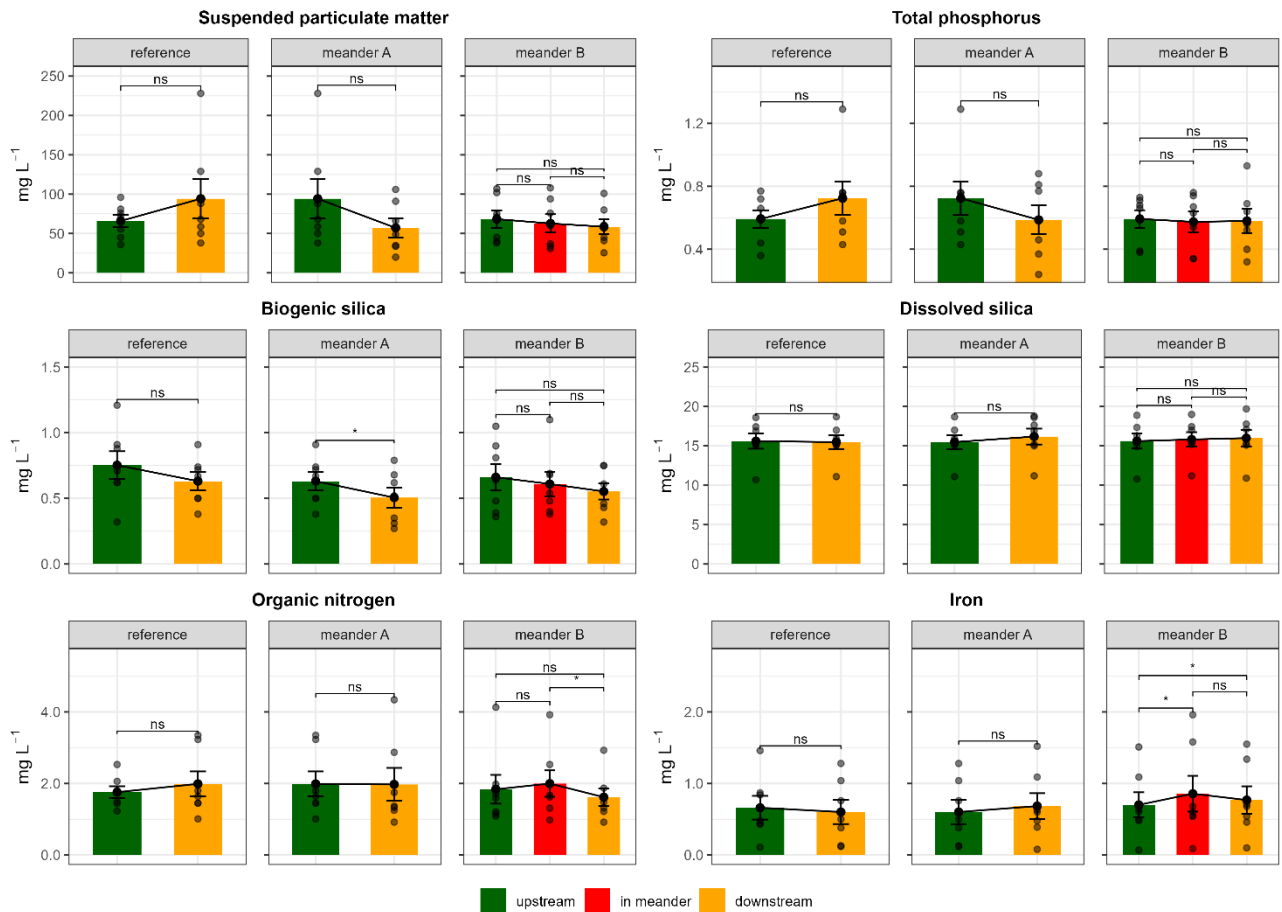 Suspended particulate matter
reference
meander A
meander B
mg L⁻¹
250
200
150
100
50
0
ns
ns
ns
ns
ns
Total phosphorus
reference
meander A
meander B
mg L⁻¹
1.2
0.8
0.4
ns
ns
ns
ns
ns
Biogenic silica
reference
meander A
meander B
mg L⁻¹
1.5
1.0
0.5
0.0
ns
*
ns
ns
ns
Dissolved silica
reference
meander A
meander B
mg L⁻¹
25
20
15
10
5
0
ns
ns
ns
ns
ns
Organic nitrogen
reference
meander A
meander B
mg L⁻¹
4.0
2.0
0.0
ns
ns
ns
*
ns
Iron
reference
meander A
meander B
mg L⁻¹
2.0
1.0
0.0
ns
ns
*
*
ns
upstream
in meander
downstream